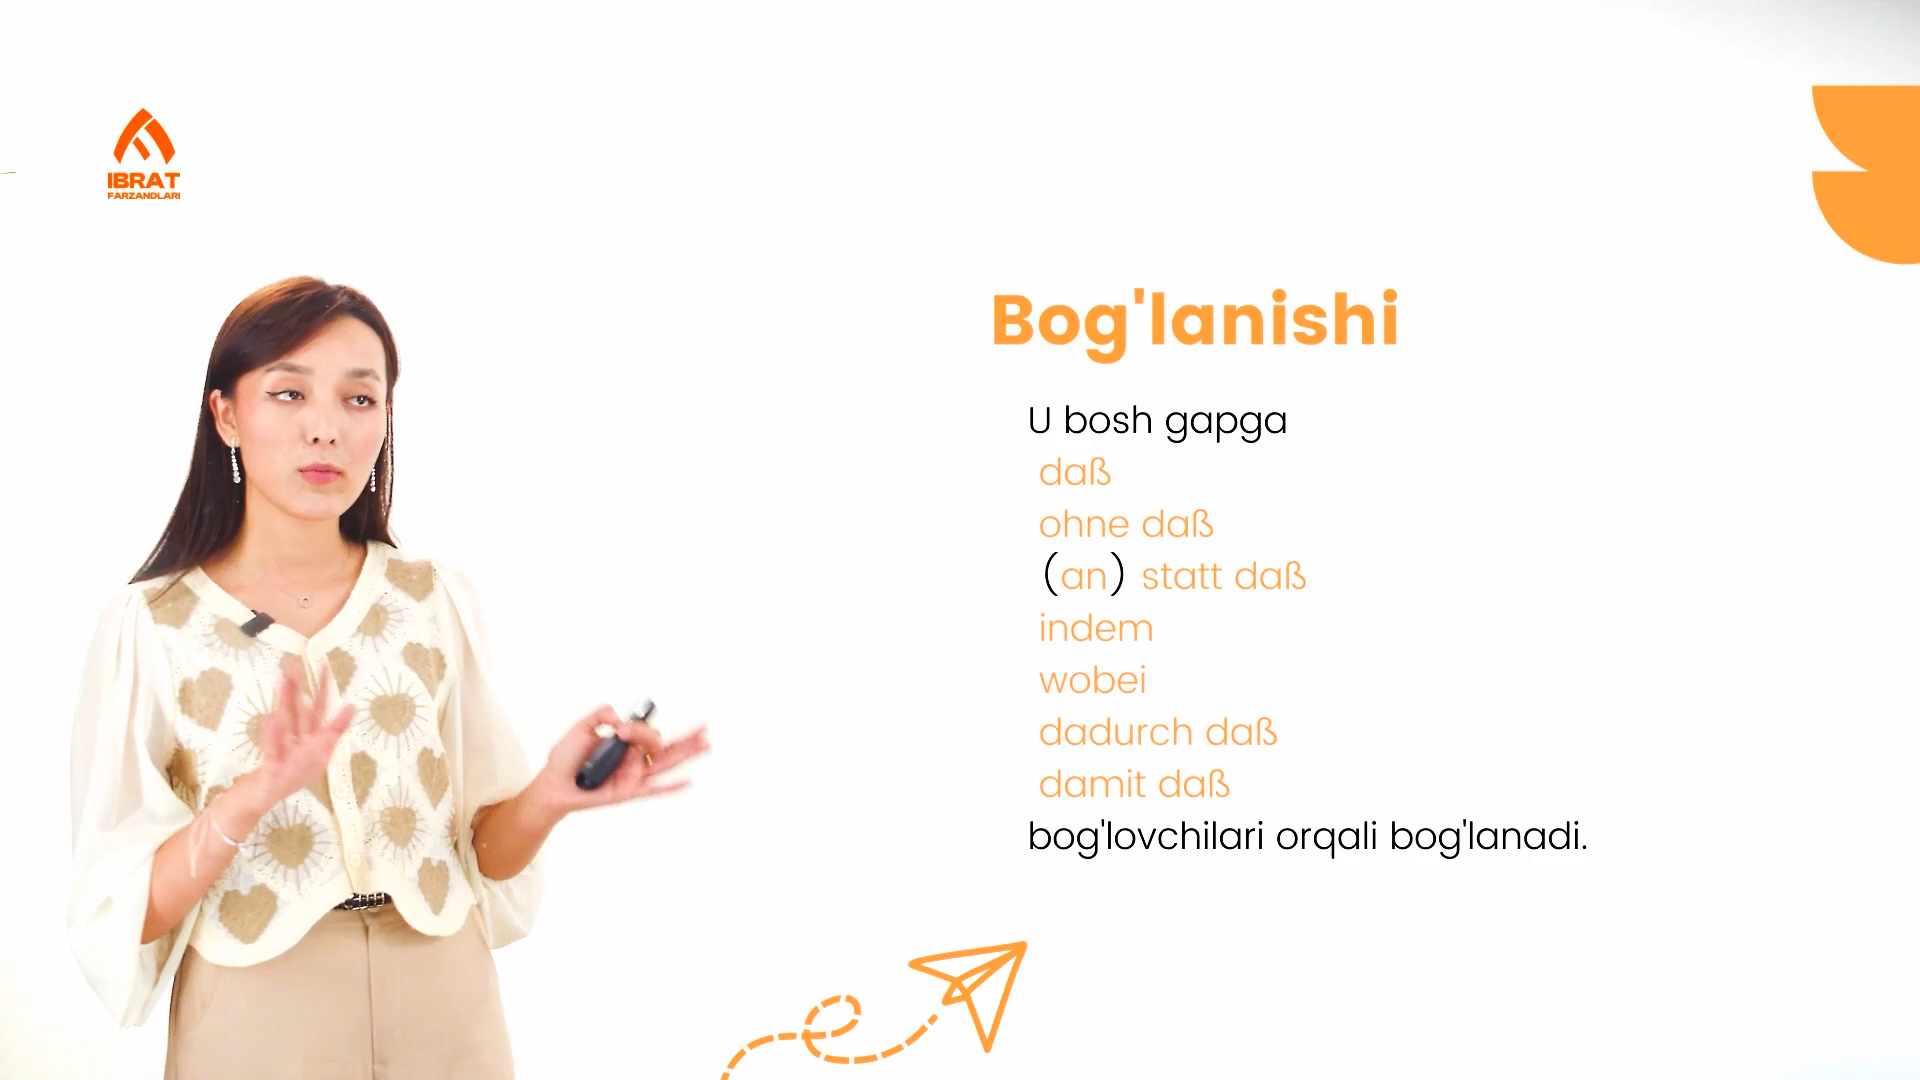 IBRAT
FARZANDLARI
Bog'lanishi
U bosh gapga
daß
ohne daß
(an) statt daß
indem
wobei
dadurch daß
damit daß
bog'lovchilari orqali bog'lanadi.